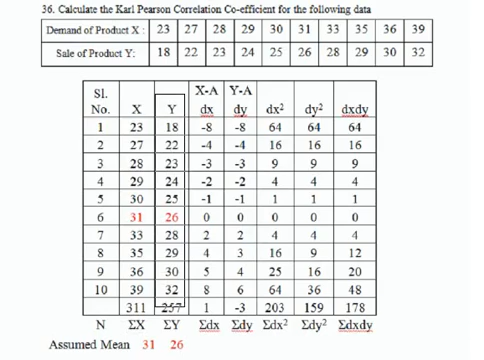 36. Calculate the Karl Pearson Correlation Co-efficient for the following data
Demand of Product X : 23 27 28 29 30 31 33 35 36 39
Sale of Product Y: 18 22 23 24 25 26 28 29 30 32
Sl. No. X Y X-A dx Y-A dy dx² dy² dxdy
1 23 18 -8 -8 64 64 64
2 27 22 -4 -4 16 16 16
3 28 23 -3 -3 9 9 9
4 29 24 -2 -2 4 4 4
5 30 25 -1 -1 1 1 1
6 31 26 0 0 0 0 0
7 33 28 2 2 4 4 4
8 35 29 4 3 16 9 12
9 36 30 5 4 25 16 20
10 39 32 8 6 64 36 48
311 257 1 -3 203 159 178
N ΣX ΣY Σdx Σdy Σdx² Σdy² Σdxdy
Assumed Mean 31 26